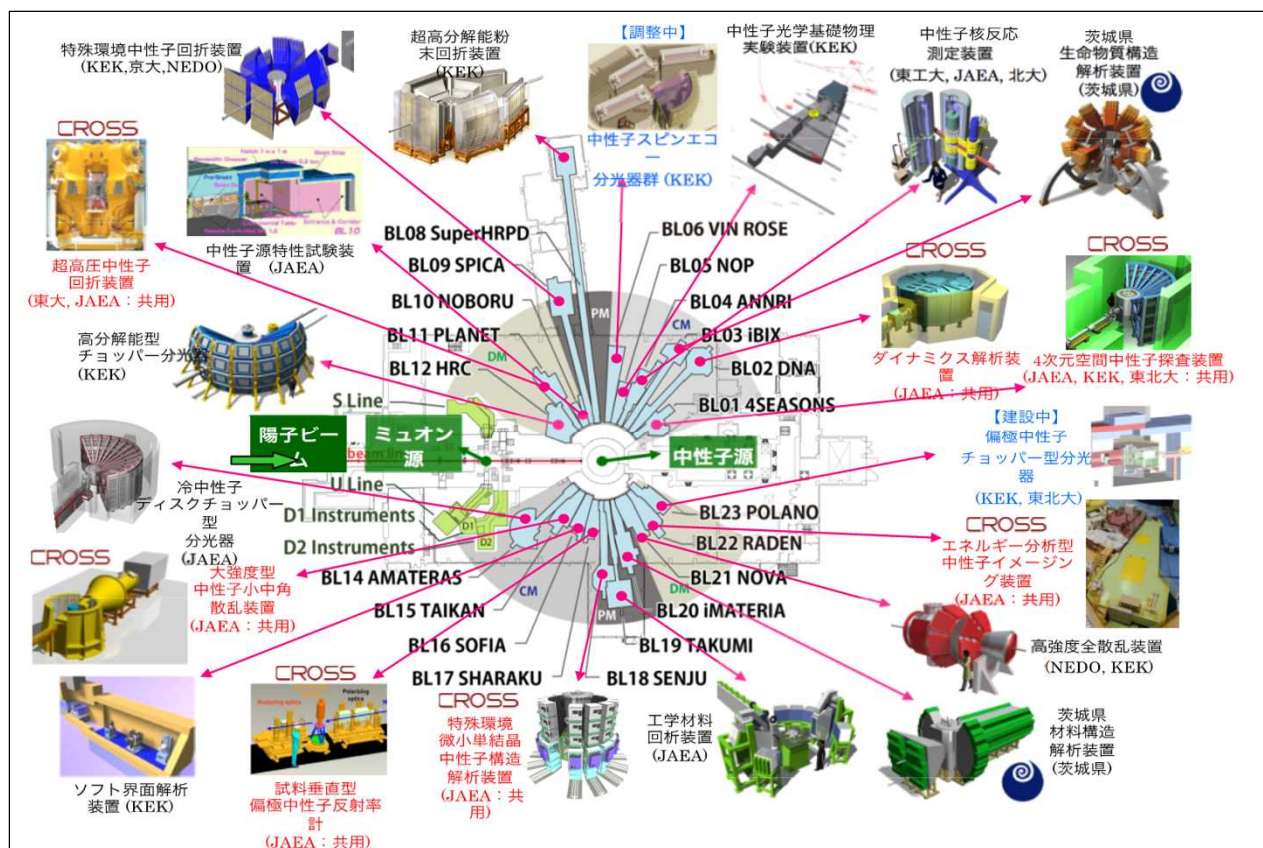 特殊環境中性子回折装置
(KEK,京大,NEDO)
超高分解能粉
末回折装置
(KEK)
【調整中】
中性子スピンエコー
分光器群 (KEK)
中性子光学基礎物理
実験装置(KEK)
中性子核反応
測定装置
(東工大, JAEA, 北大)
茨城県
生命物質構造
解析装置
(茨城県)
CROSS
超高圧中性子
回折装置
(東大, JAEA：共用)
BL10
中性子源特性試験装
置 (JAEA)
高分解能型
チョッパー分光器
(KEK)
BL08 SuperHRPD
BL09 SPICA
BL10 NOBORU
BL11 PLANET
BL12 HRC
BL06 VIN ROSE
BL05 NOP
BL04 ANNRI
BL03 iBIX
BL02 DNA
BL01 4SEASONS
PM
CM
DM
CROSS
ダイナミクス解析装
置
(JAEA：共用)
CROSS
4次元空間中性子探査装置
(JAEA, KEK, 東北大：共用)
S Line
陽子ビー
ム
beam line
ミュオン
源
中性子源
U Line
D1 Instruments
D2 Instruments
D1
D2
【建設中】
偏極中性子
チョッパー型分光
器
(KEK, 東北大)
冷中性子
ディスクチョッパー
型
分光器
(JAEA)
BL23 POLANO
BL22 RADEN
BL21 NOVA
BL20 iMATERIA
BL19 TAKUMI
BL18 SENJU
BL14 AMATERAS
BL15 TAIKAN
BL16 SOFIA
BL17 SHARAKU
CM
PM
DM
CROSS
エネルギー分析型
中性子イメージン
グ装置
(JAEA：共用)
CROSS
大強度型
中性子小中角
散乱装置
(JAEA：共用)
高強度全散乱装置
(NEDO, KEK)
ソフト界面解析
装置 (KEK)
CROSS
Analyzing optics
Polarizing optics
試料垂直型
偏極中性子反射率
計
(JAEA：共用)
CROSS
特殊環境
微小単結晶
中性子構造
解析装置
(JAEA：共
用)
工学材料
回析装置
(JAEA)
茨城県
材料構造
解析装置
(茨城県)